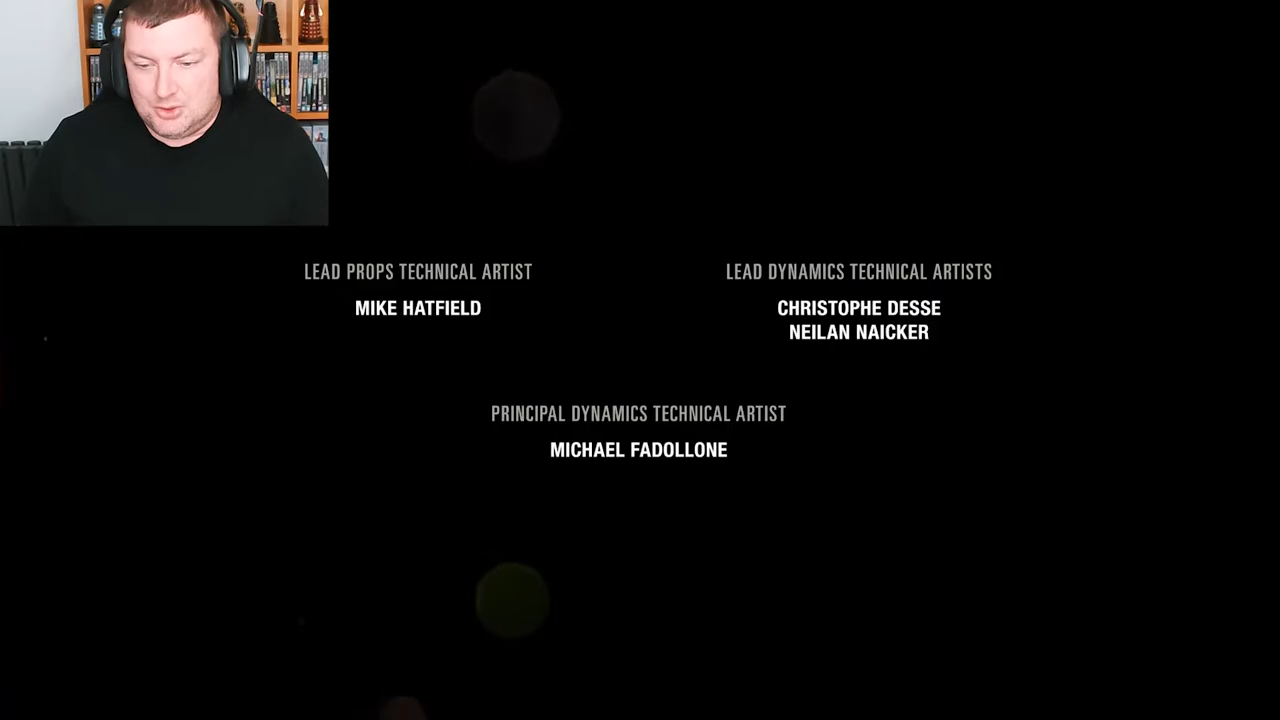 LEAD PROPS TECHNICAL ARTIST
MIKE HATFIELD
LEAD DYNAMICS TECHNICAL ARTISTS
CHRISTOPHE DESSE
NEILAN NAICKER
PRINCIPAL DYNAMICS TECHNICAL ARTIST
MICHAEL FADOLLONE